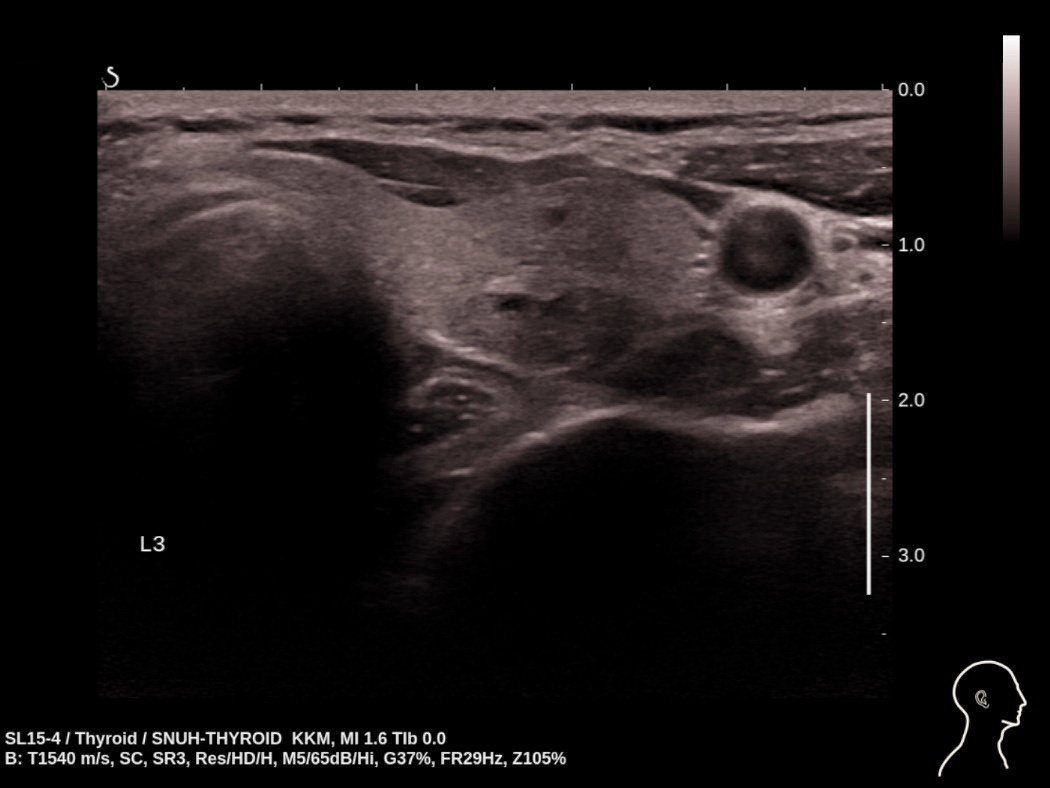 0.0
1.0
2.0
3.0
L3
SL15-4 / Thyroid / SNUH-THYROID KKM, MI 1.6 TIb 0.0
B: T1540 m/s, SC, SR3, Res/HD/H, M5/65dB/Hi, G37%, FR29Hz, Z105%